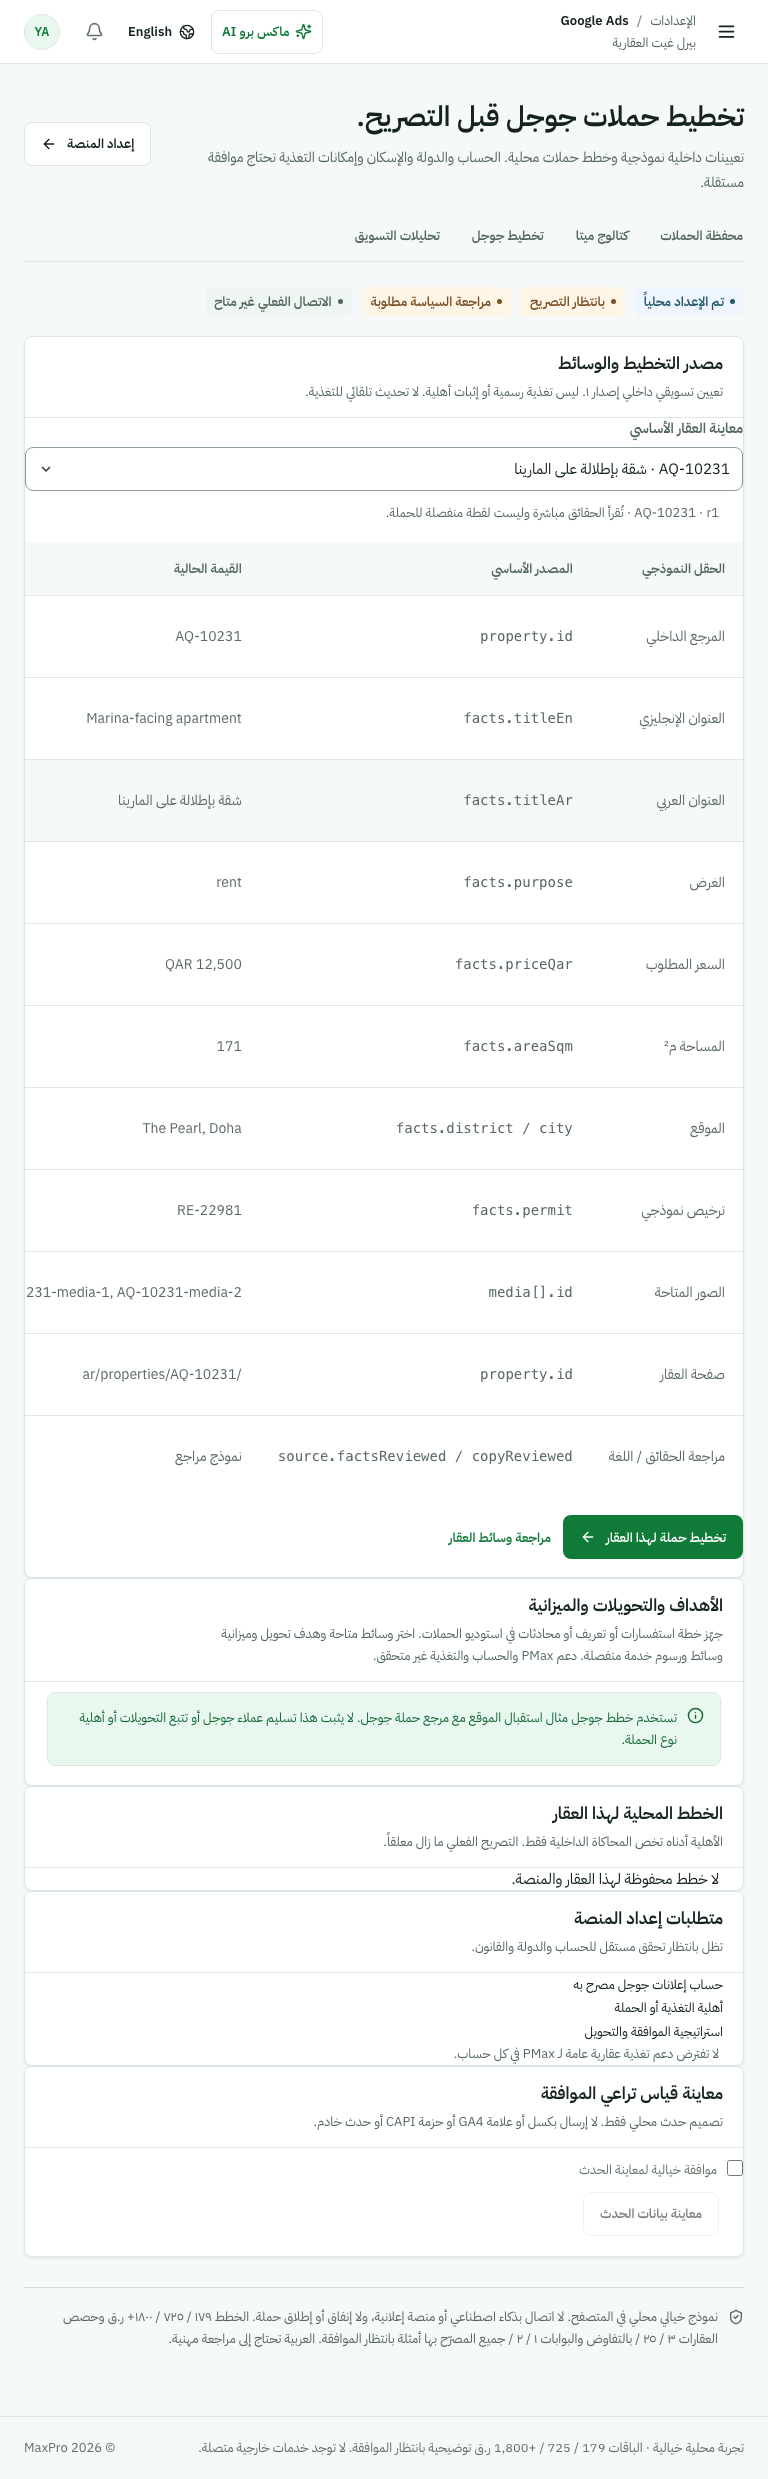 الإعدادات / Google Ads
بيرل غيت العقارية
ماكس برو AI
English
YA
تخطيط حملات جوجل قبل التصريح.
تعيينات داخلية نموذجية وخطط حملات محلية. الحساب والدولة والإسكان وإمكانات التغذية تحتاج موافقة
مستقلة.
إعداد المنصة
محفظة الحملات
كتالوج ميتا
تخطيط جوجل
تحليلات التسويق
تم الإعداد محلياً
بانتظار التصريح
مراجعة السياسة مطلوبة
الاتصال الفعلي غير متاح
مصدر التخطيط والوسائط
تعيين تسويقي داخلي إصدار ١. ليس تغذية رسمية أو إثبات أهلية. لا تحديث تلقائي للتغذية.
معاينة العقار الأساسي
AQ-10231 · شقة بإطلالة على المارينا
AQ-10231 · r1 · تُقرأ الحقائق مباشرة وليست لقطة منفصلة للحملة.
الحقل النموذجي المصدر الأساسي القيمة الحالية
المرجع الداخلي property.id AQ-10231
العنوان الإنجليزي facts.titleEn Marina-facing apartment
العنوان العربي facts.titleAr شقة بإطلالة على المارينا
الغرض facts.purpose rent
السعر المطلوب facts.priceQar QAR 12,500
المساحة م² facts.areaSqm 171
الموقع facts.district / city The Pearl, Doha
ترخيص نموذجي facts.permit RE-22981
الصور المتاحة media[].id 231-media-1, AQ-10231-media-2
صفحة العقار property.id ar/properties/AQ-10231/
مراجعة الحقائق / اللغة source.factsReviewed / copyReviewed نموذج مراجع
تخطيط حملة لهذا العقار
مراجعة وسائط العقار
الأهداف والتحويلات والميزانية
جهّز خطة استفسارات أو تعريف أو محادثات في استوديو الحملات. اختر وسائط متاحة وهدف تحويل وميزانية
وسائط ورسوم خدمة منفصلة. دعم PMax والحساب والتغذية غير متحقق.
تستخدم خطط جوجل مثال استقبال الموقع مع مرجع حملة جوجل. لا يثبت هذا تسليم عملاء جوجل أو تتبع التحويلات أو أهلية
نوع الحملة.
الخطط المحلية لهذا العقار
الأهلية أدناه تخص المحاكاة الداخلية فقط. التصريح الفعلي ما زال معلقاً.
لا خطط محفوظة لهذا العقار والمنصة.
متطلبات إعداد المنصة
تظل بانتظار تحقق مستقل للحساب والدولة والقانون.
حساب إعلانات جوجل مصرح به
أهلية التغذية أو الحملة
استراتيجية الموافقة والتحويل
لا تفترض دعم تغذية عقارية عامة لـ PMax في كل حساب.
معاينة قياس تراعي الموافقة
تصميم حدث محلي فقط. لا إرسال بكسل أو علامة GA4 أو حزمة CAPI أو حدث خادم.
موافقة خيالية لمعاينة الحدث
معاينة بيانات الحدث
نموذج خيالي محلي في المتصفح. لا اتصال بذكاء اصطناعي أو منصة إعلانية، ولا إنفاق أو إطلاق حملة. الخطط ١٧٩ / ٧٢٥ / ١٨٠٠+ ر.ق وحصص
العقارات ٣ / ٢٥ / بالتفاوض والبوابات ١ / ٢ / جميع المصرّح بها أمثلة بانتظار الموافقة. العربية تحتاج إلى مراجعة مهنية.
تجربة محلية خيالية · الباقات 179 / 725 / +1,800 ر.ق توضيحية بانتظار الموافقة. لا توجد خدمات خارجية متصلة.
© 2026 MaxPro